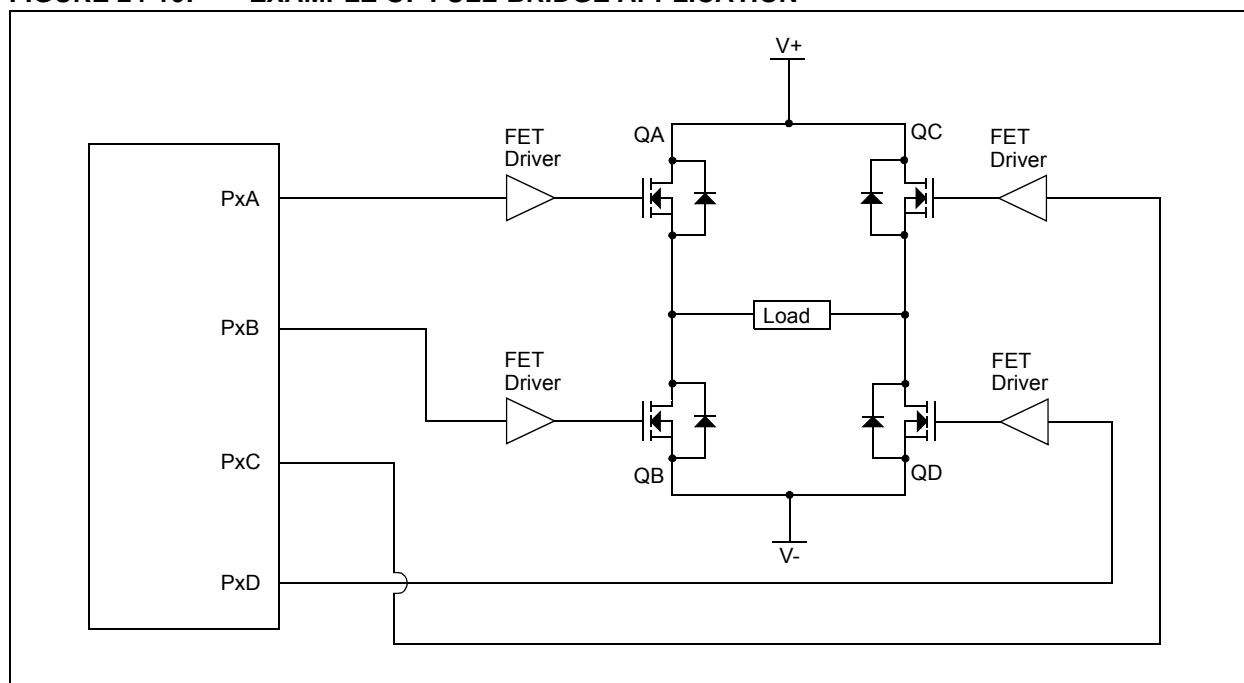 V+
QA
QC
FET
Driver
FET
Driver
PxA
Load
PxB
FET
Driver
FET
Driver
PxC
QB
QD
V-
PxD